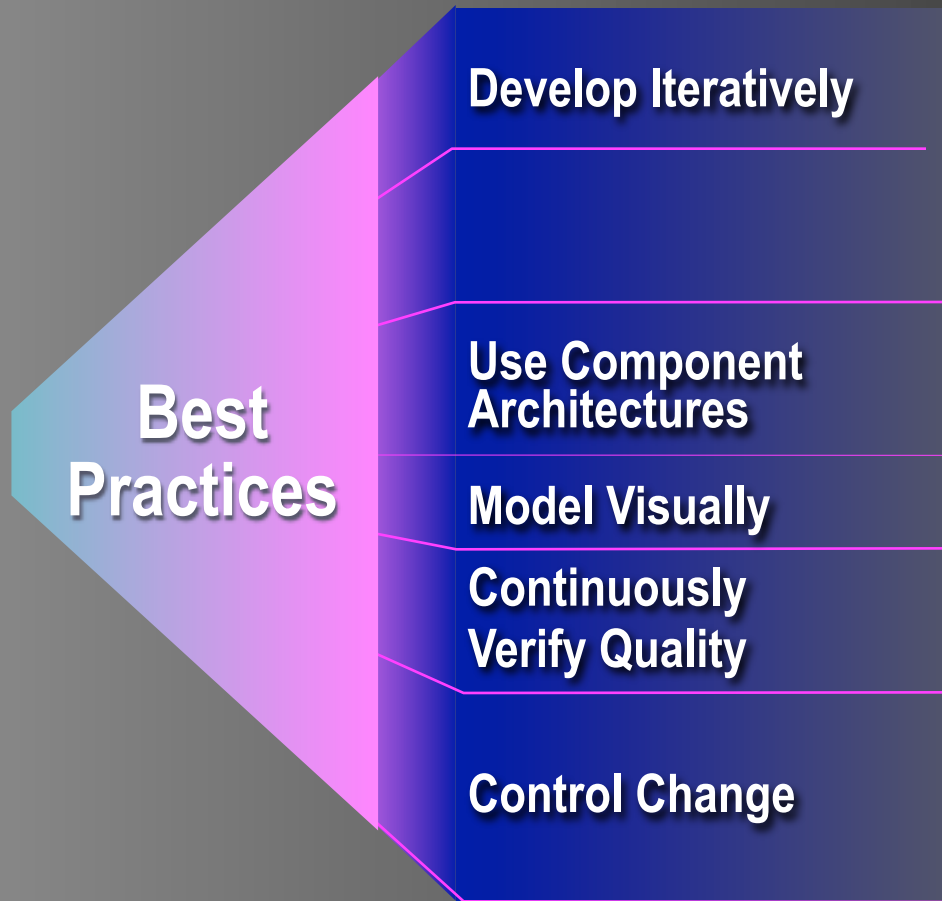 Best
Practices
Develop Iteratively
Use Component
Architectures
Model Visually
Continuously
Verify Quality
Control Change